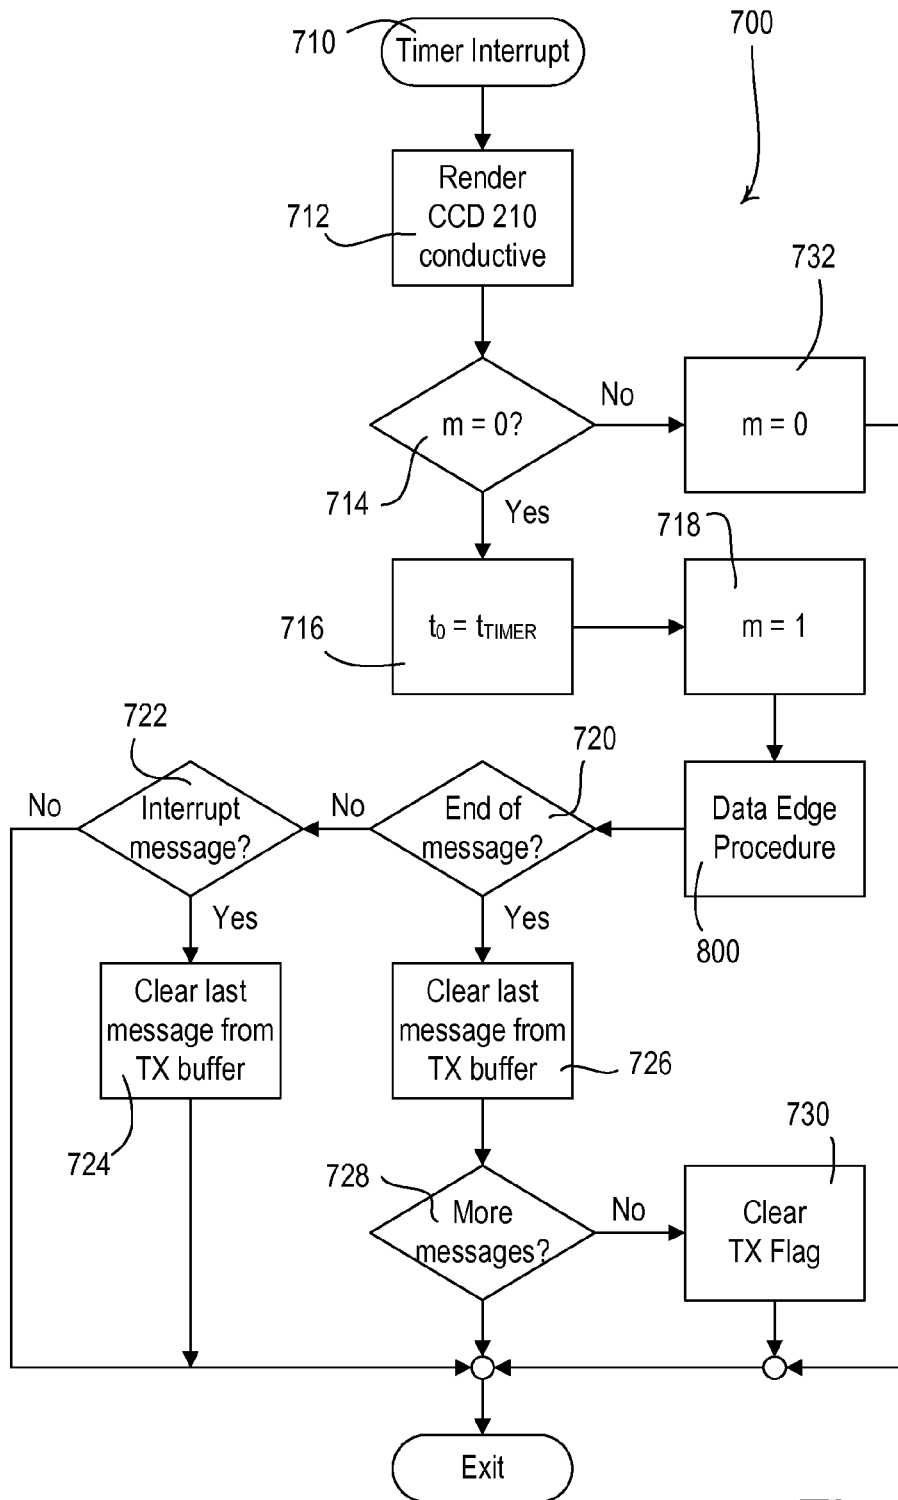 710
Timer Interrupt
700
712
Render
CCD 210
conductive
732
m = 0?
No
m = 0
714
Yes
718
716
t₀ = tTIMER
m = 1
722
720
No
Interrupt
message?
No
End of
message?
Data Edge
Procedure
Yes
Yes
800
Clear last
message from
TX buffer
Clear last
message from
TX buffer
726
724
730
728
More
messages?
No
Clear
TX Flag
Exit